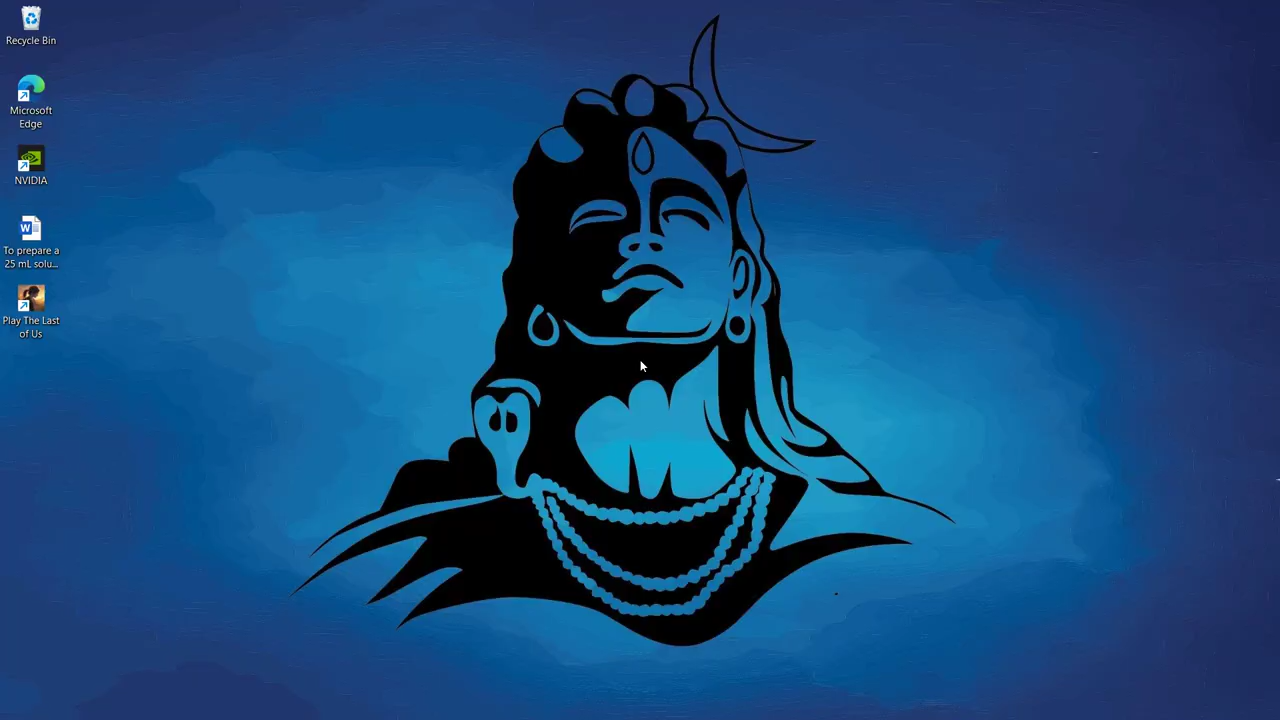 Recycle Bin
Microsoft
Edge
NVIDIA
To prepare a
25 mL solu...
Play The Last
of Us